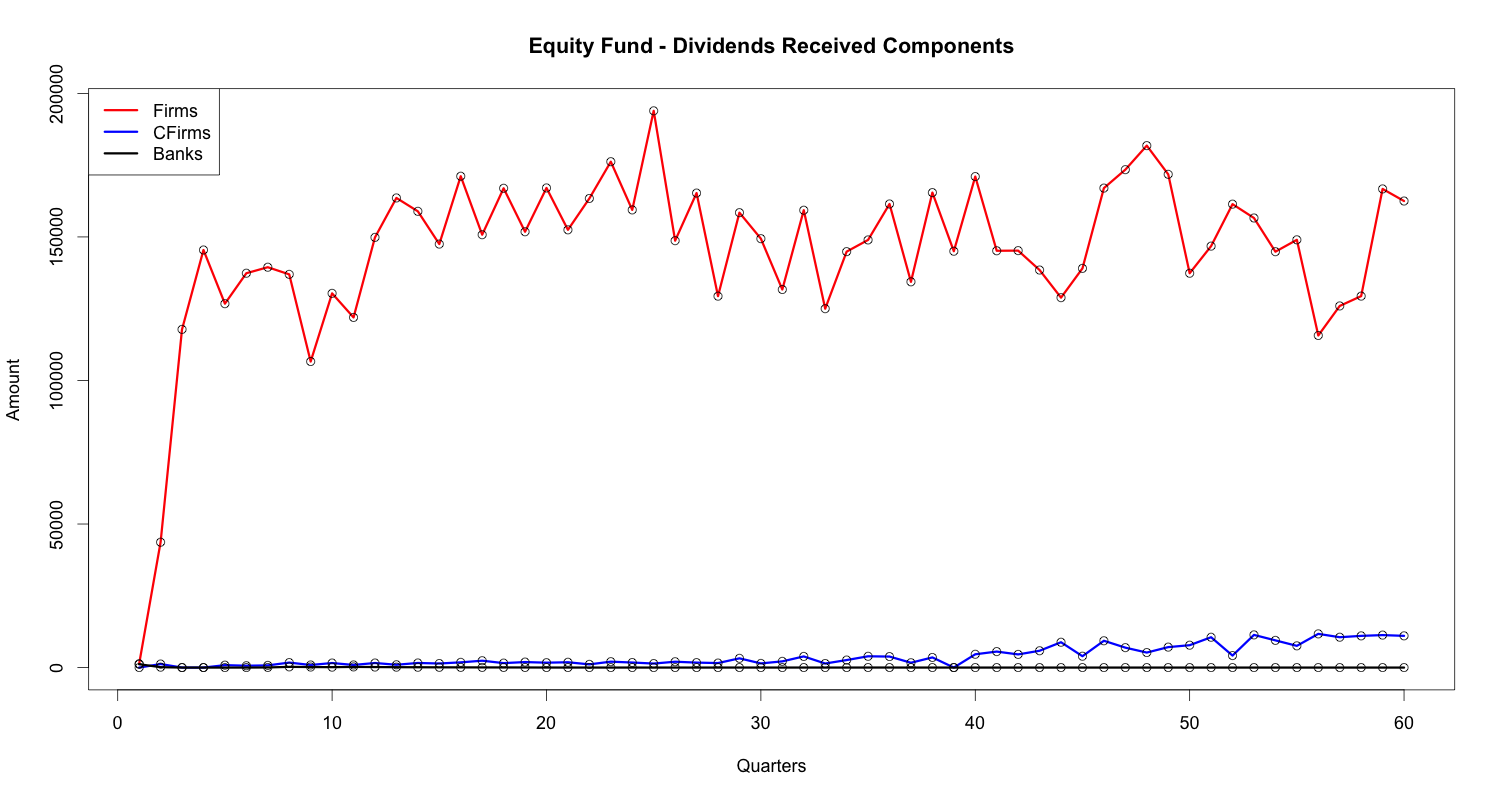 Equity Fund - Dividends Received Components
Firms
CFirms
Banks
Amount
200000
150000
100000
50000
0
0 10 20 30 40 50 60
Quarters